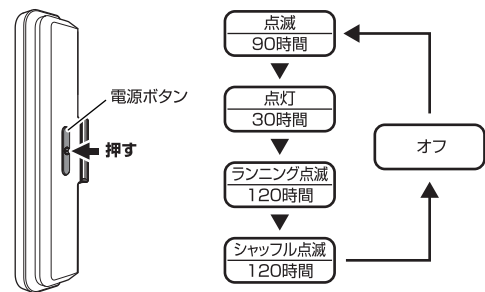 電源ボタン
押す
点滅
90時間
点灯
30時間
ランニング点滅
120時間
シャッフル点滅
120時間
オフ